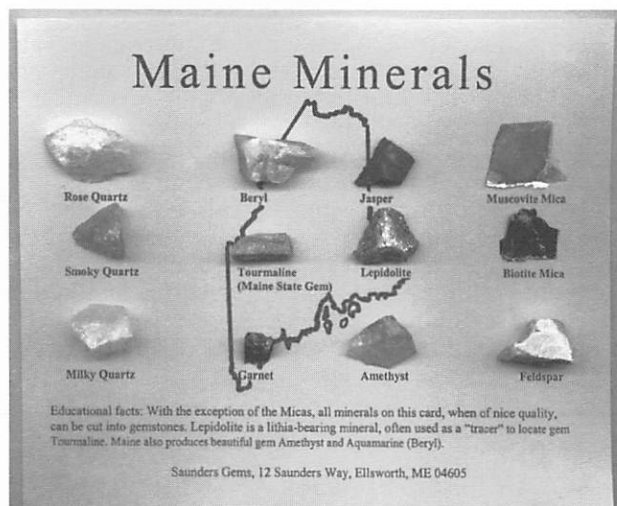 Maine Minerals
Rose Quartz
Beryl
Jasper
Muscovite Mica
Smoky Quartz
Tourmaline
(Maine State Gem)
Lepidolite
Biotite Mica
Milky Quartz
Garnet
Amethyst
Feldspar
Educational facts: With the exception of the Micas, all minerals on this card, when of nice quality,
can be cut into gemstones. Lepidolite is a lithia-bearing mineral, often used as a "tracer" to locate gem
Tourmaline. Maine also produces beautiful gem Amethyst and Aquamarine (Beryl).
Saunders Gems, 12 Saunders Way, Ellsworth, ME 04605